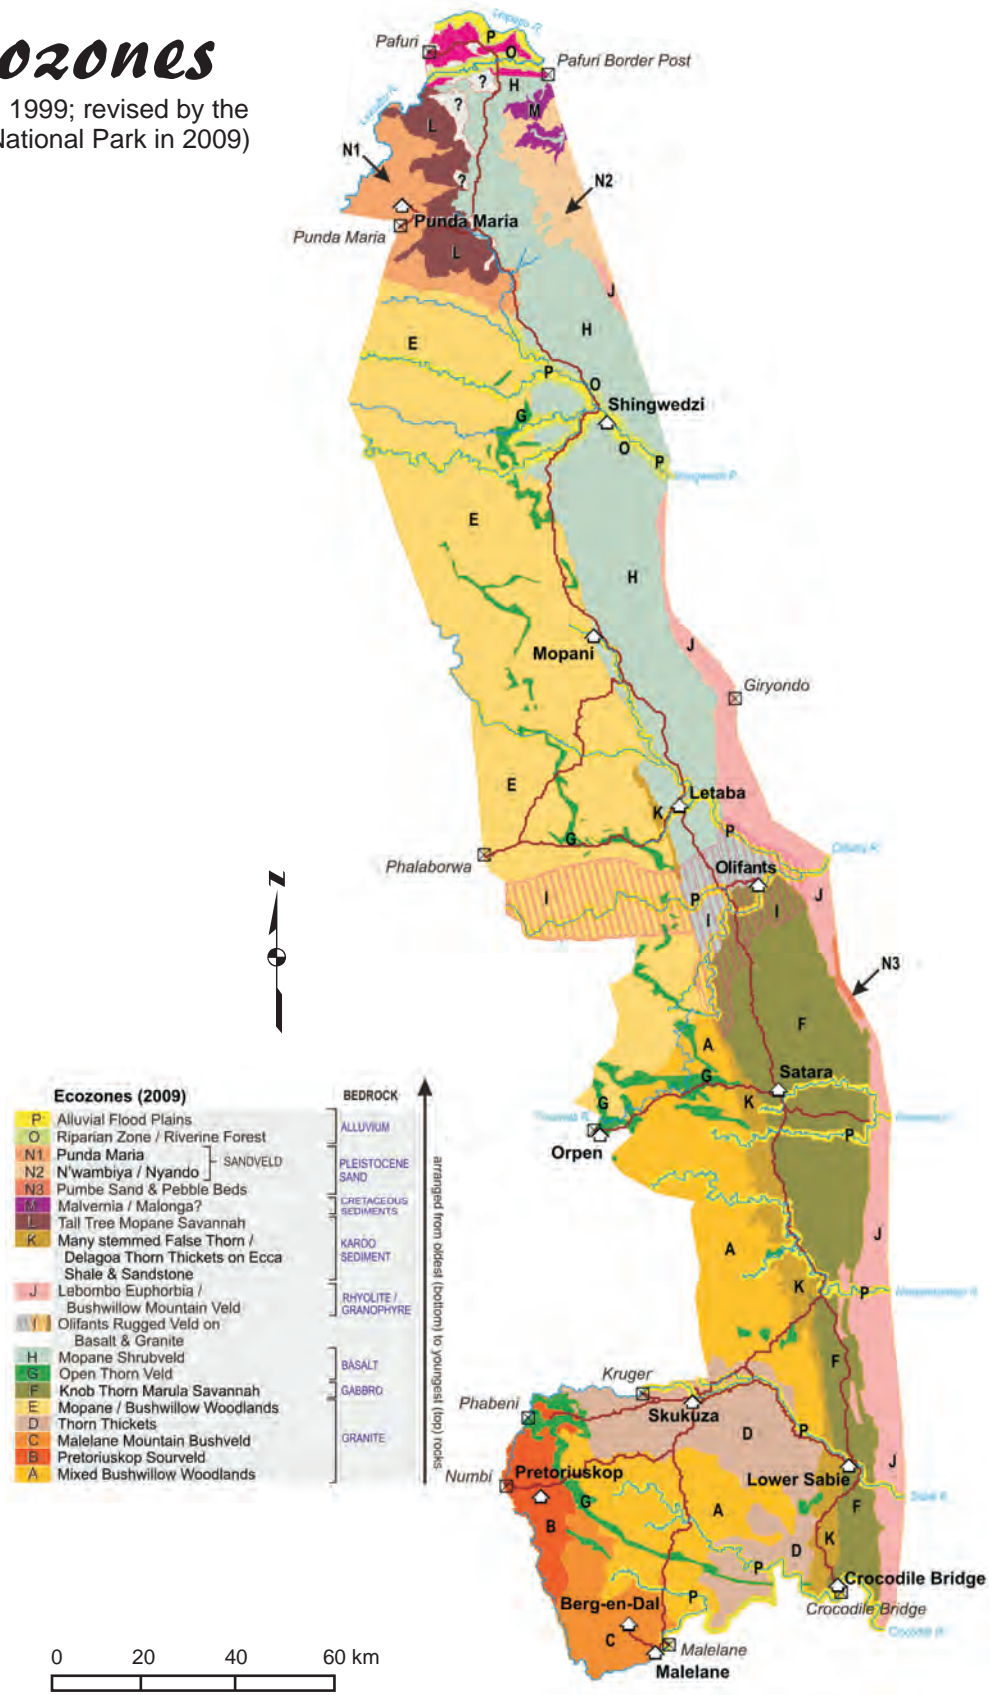 ozones
1999; revised by the
National Park in 2009)
Limpopo R.
Pafuri
P
O
Pafuri Border Post
?
H
?
M
L
N1
N2
?
Punda Maria
Punda Maria
L
J
H
E
P
O
Shingwedzi
G
O
P
E
H
J
Mopani
Giryondo
E
Letaba
K
P
G
Phalaborwa
Olifants R.
Olifants
I
P
I
I
J
N3
F
A
Satara
G
K
G
P
Orpen
J
A
K
P
F
Kruger
Phabeni
Skukuza
P
D
J
Numbi
Pretoriuskop
Lower Sabie
Sabie R.
G
A
F
B
K
D
P
Crocodile Bridge
Berg-en-Dal
P
Crocodile Bridge
Crocodile R.
C
Malelane
Malelane
z
Ecozones (2009)
BEDROCK
P Alluvial Flood Plains
O Riparian Zone / Riverine Forest
ALLUVIUM
N1 Punda Maria
N2 N'wambiya / Nyando
SANDVELD
N3 Pumbe Sand & Pebble Beds
PLEISTOCENE
SAND
M Malvernia / Malonga?
CRETACEOUS
SEDIMENTS
L Tall Tree Mopane Savannah
K Many stemmed False Thorn /
Delagoa Thorn Thickets on Ecca
Shale & Sandstone
KAROO
SEDIMENT
J Lebombo Euphorbia /
Bushwillow Mountain Veld
RHYOLITE /
GRANOPHYRE
I Olifants Rugged Veld on
Basalt & Granite
H Mopane Shrubveld
G Open Thorn Veld
BASALT
F Knob Thorn Marula Savannah
GABBRO
E Mopane / Bushwillow Woodlands
D Thorn Thickets
C Malelane Mountain Bushveld
B Pretoriuskop Sourveld
A Mixed Bushwillow Woodlands
GRANITE
arranged from oldest (bottom) to youngest (top) rocks
0 20 40 60 km